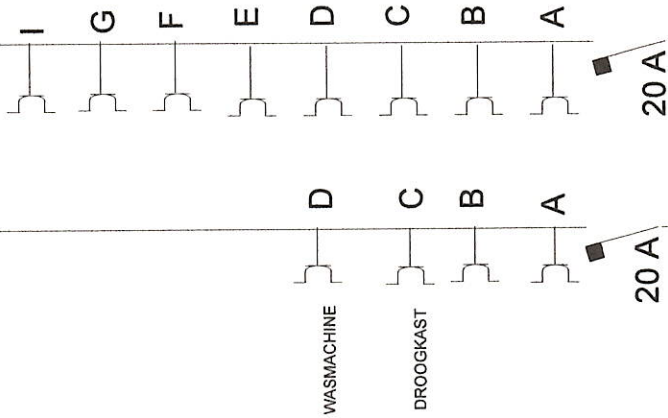 I G F E D C B A
20 A
D C B A
20 A
WASMACHINE
DROOGKAST